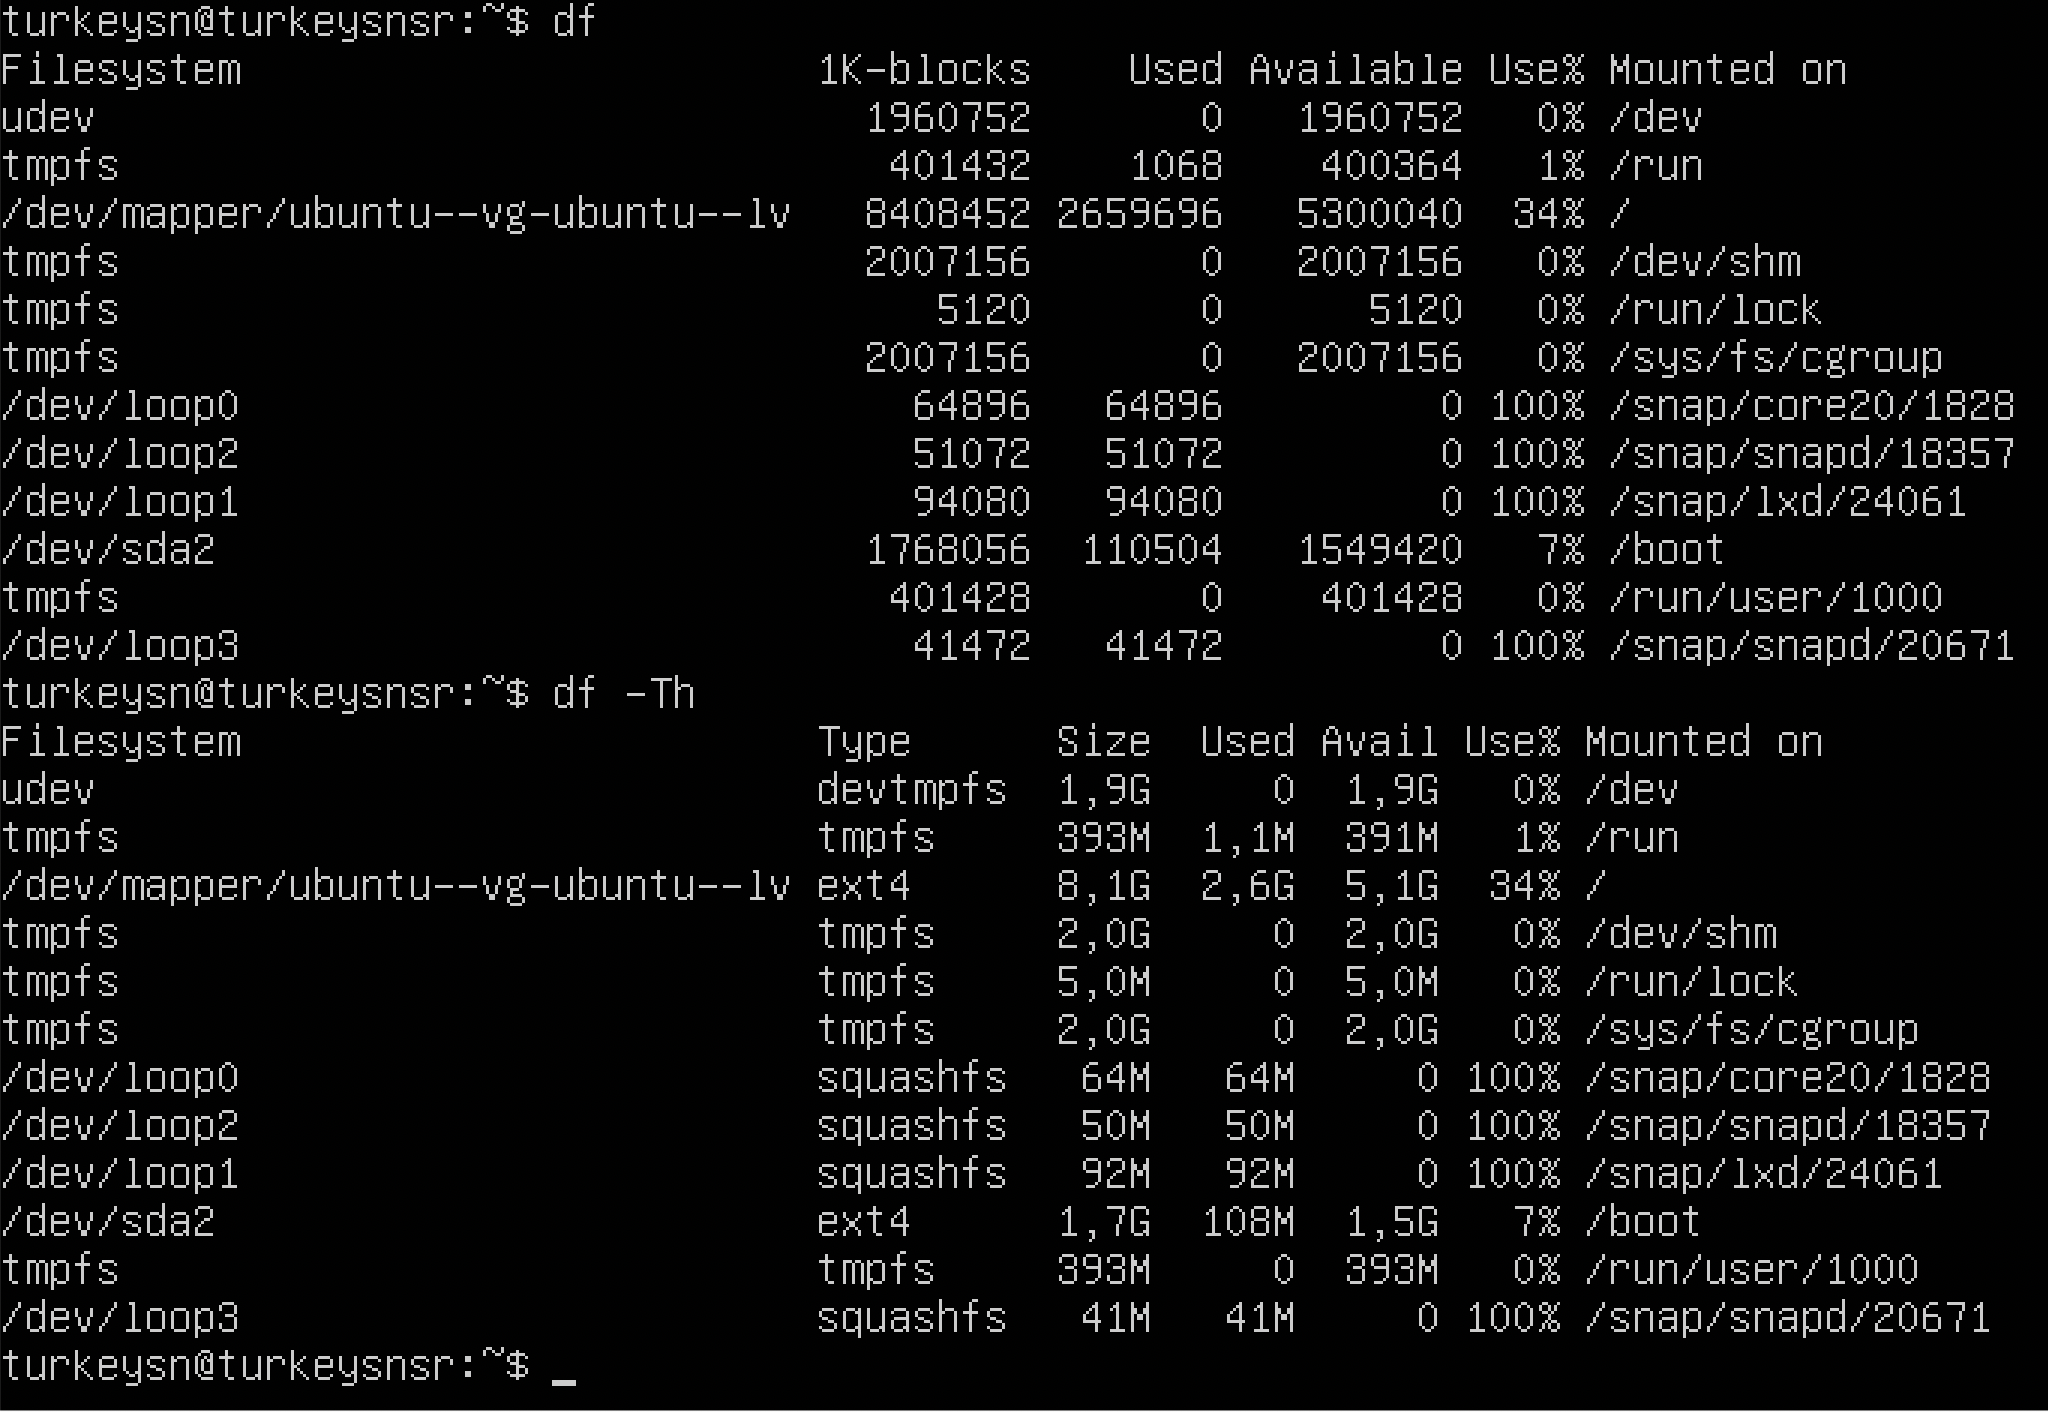 turkeysn@turkeysnsr:~$ df
Filesystem                        1K-blocks    Used Available Use% Mounted on
udev                                1960752       0   1960752   0% /dev
tmpfs                                401432    1068    400364   1% /run
/dev/mapper/ubuntu--vg-ubuntu--lv   8408452 2659696   5300040  34% /
tmpfs                               2007156       0   2007156   0% /dev/shm
tmpfs                                  5120       0      5120   0% /run/lock
tmpfs                               2007156       0   2007156   0% /sys/fs/cgroup
/dev/loop0                            64896   64896         0 100% /snap/core20/1828
/dev/loop2                            51072   51072         0 100% /snap/snapd/18357
/dev/loop1                            94080   94080         0 100% /snap/lxd/24061
/dev/sda2                           1768056  110504   1549420   7% /boot
tmpfs                                401428       0    401428   0% /run/user/1000
/dev/loop3                            41472   41472         0 100% /snap/snapd/20671
turkeysn@turkeysnsr:~$ df -Th
Filesystem                        Type      Size  Used Avail Use% Mounted on
udev                              devtmpfs  1,9G     0  1,9G   0% /dev
tmpfs                             tmpfs     393M  1,1M  391M   1% /run
/dev/mapper/ubuntu--vg-ubuntu--lv ext4      8,1G  2,6G  5,1G  34% /
tmpfs                             tmpfs     2,0G     0  2,0G   0% /dev/shm
tmpfs                             tmpfs     5,0M     0  5,0M   0% /run/lock
tmpfs                             tmpfs     2,0G     0  2,0G   0% /sys/fs/cgroup
/dev/loop0                        squashfs   64M   64M     0 100% /snap/core20/1828
/dev/loop2                        squashfs   50M   50M     0 100% /snap/snapd/18357
/dev/loop1                        squashfs   92M   92M     0 100% /snap/lxd/24061
/dev/sda2                         ext4      1,7G  108M  1,5G   7% /boot
tmpfs                             tmpfs     393M     0  393M   0% /run/user/1000
/dev/loop3                        squashfs   41M   41M     0 100% /snap/snapd/20671
turkeysn@turkeysnsr:~$ _